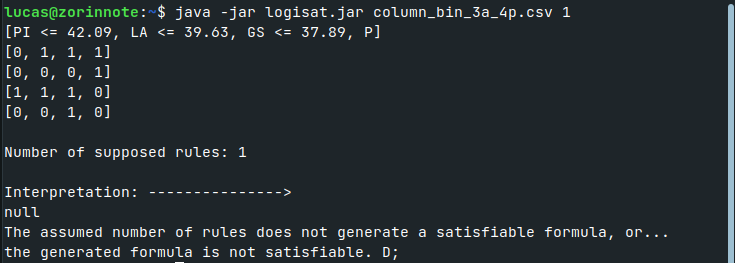 lucas@zorinnote:~$ java -jar logisat.jar column_bin_3a_4p.csv 1
[PI <= 42.09, LA <= 39.63, GS <= 37.89, P]
[0, 1, 1, 1]
[0, 0, 0, 1]
[1, 1, 1, 0]
[0, 0, 1, 0]
Number of supposed rules: 1
Interpretation: --------------->
null
The assumed number of rules does not generate a satisfiable formula, or...
the generated formula is not satisfiable. D;